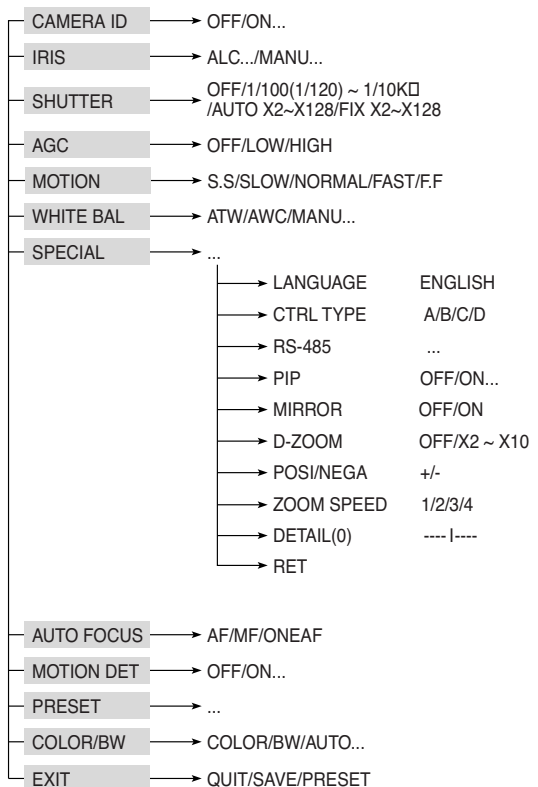 CAMERA ID OFF/ON...
IRIS ALC.../MANU...
SHUTTER OFF/1/100(1/120) ~ 1/10K□
/AUTO X2~X128/FIX X2~X128
AGC OFF/LOW/HIGH
MOTION S.S/SLOW/NORMAL/FAST/F.F
WHITE BAL ATW/AWC/MANU...
SPECIAL ...
LANGUAGE ENGLISH
CTRL TYPE A/B/C/D
RS-485 ...
PIP OFF/ON...
MIRROR OFF/ON
D-ZOOM OFF/X2 ~ X10
POSI/NEGA +/-
ZOOM SPEED 1/2/3/4
DETAIL(0) ---- I ----
RET
AUTO FOCUS AF/MF/ONEAF
MOTION DET OFF/ON...
PRESET ...
COLOR/BW COLOR/BW/AUTO...
EXIT QUIT/SAVE/PRESET